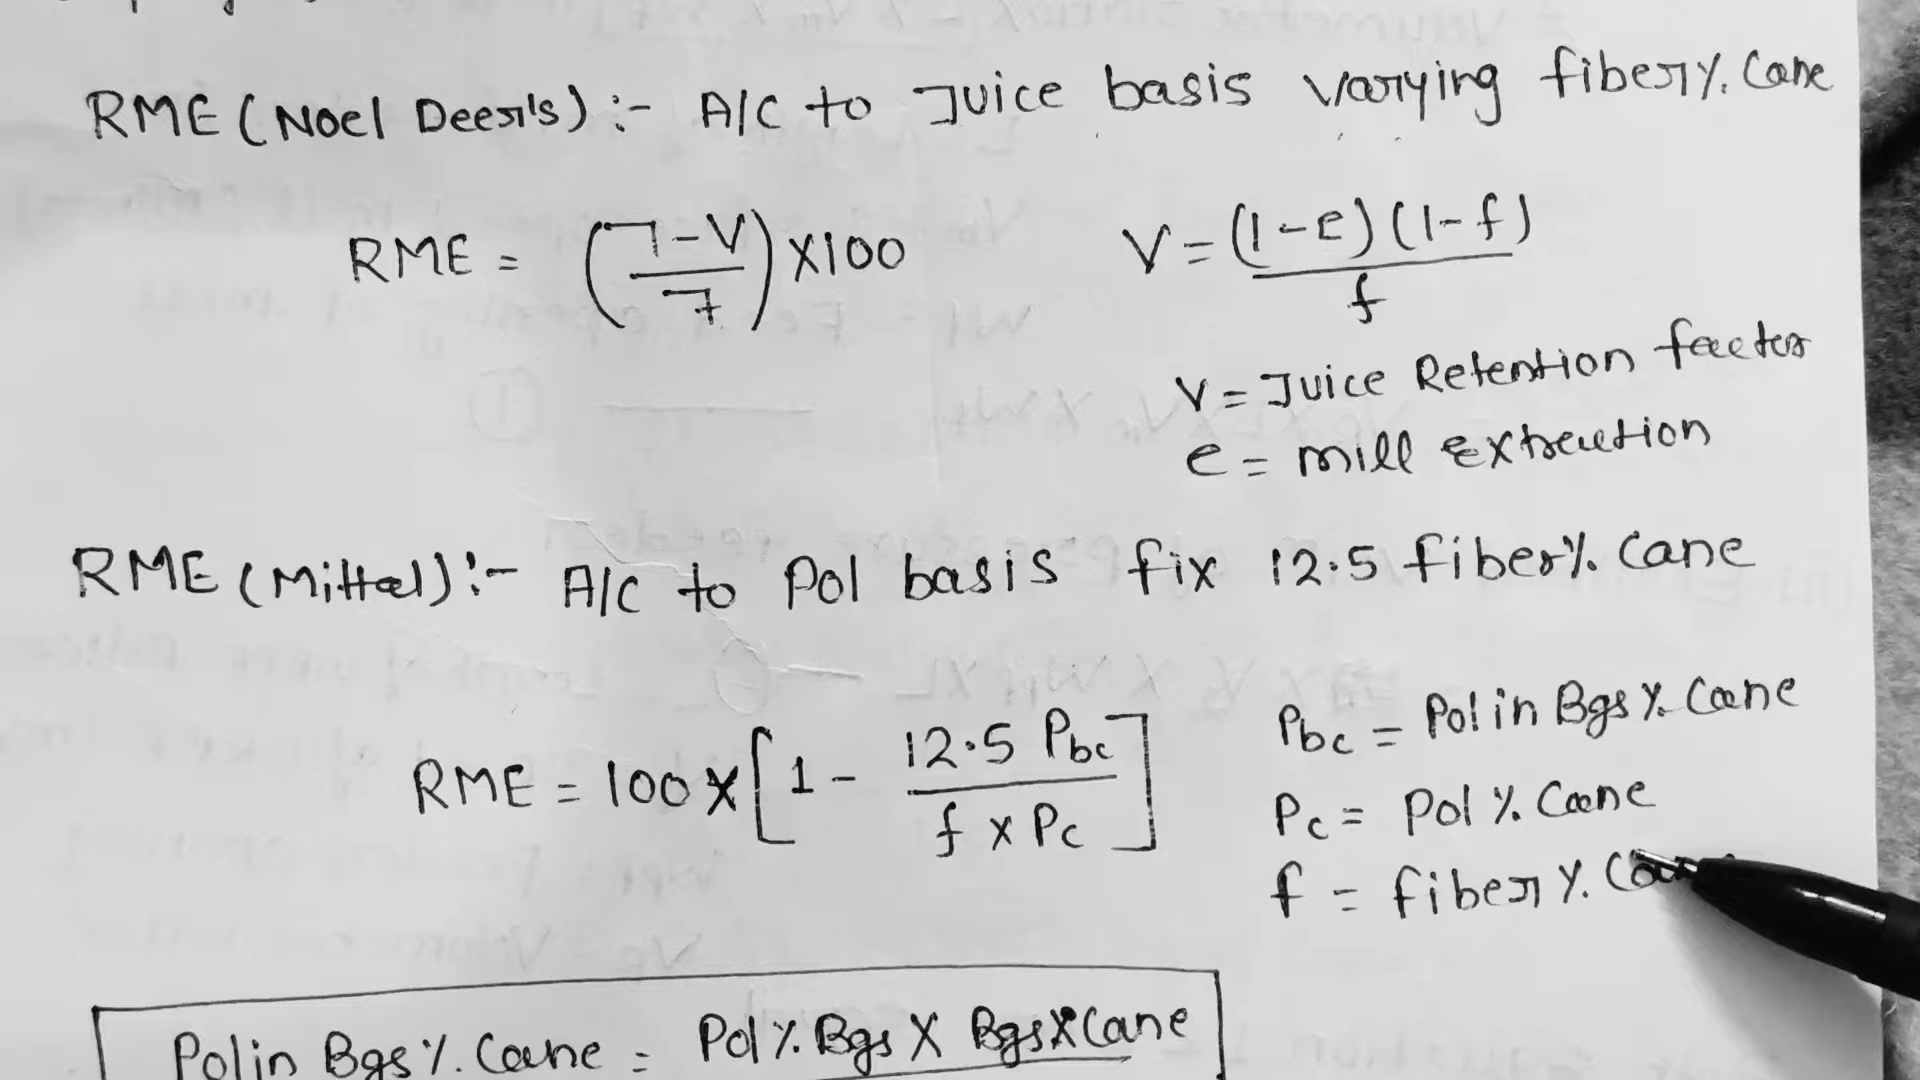 RME (Noel Deer's) :- A/C to Juice basis varying fiber%. Cane
RME = (7-V/7) X100
V = (1-e)(1-f)/f
V = Juice Retention factor
e = mill Extraction
RME (Mittal) :- A/C to Pol basis fix 12.5 fiber%. Cane
RME = 100 x [1 - 12.5 Pbc / f x Pc]
Pbc = Pol in Bgs %. Cane
Pc = Pol %. Cane
f = fiber %.
Pol in Bgs %. Cane = Pol %. Bgs X Bgs % Cane